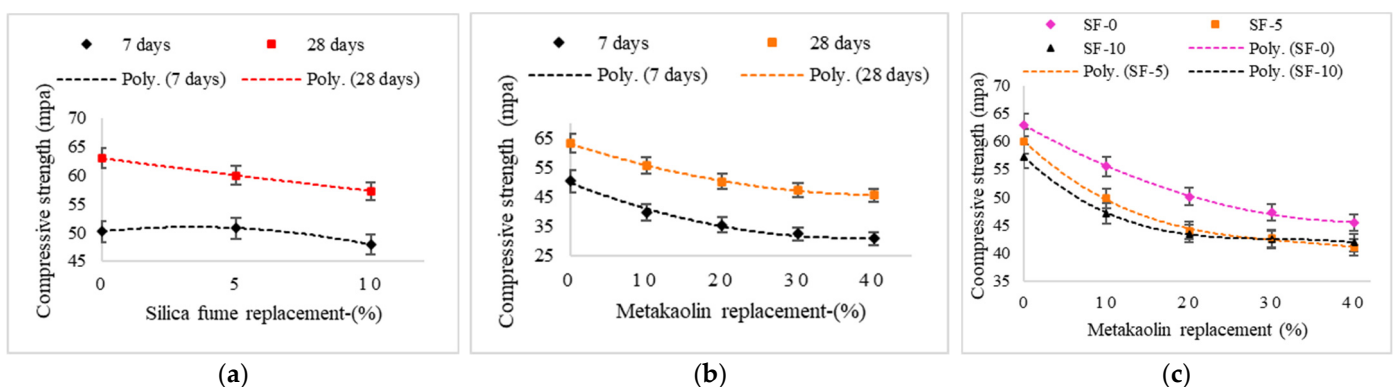 7 days 28 days
Poly. (7 days) Poly. (28 days)
Compressive strength (mpa)
70
65
60
55
50
45
0 5 10
Silica fume replacement-(%)
(a)
7 days 28 days
Poly. (7 days) Poly. (28 days)
Compressive strength (mpa)
65
55
45
35
25
0 10 20 30 40
Metakaolin replacement-(%)
(b)
SF-0 SF-5
SF-10 Poly. (SF-0)
Poly. (SF-5) Poly. (SF-10)
Coompressive strength (mpa)
70
65
60
55
50
45
40
35
0 10 20 30 40
Metakaolin replacement (%)
(c)